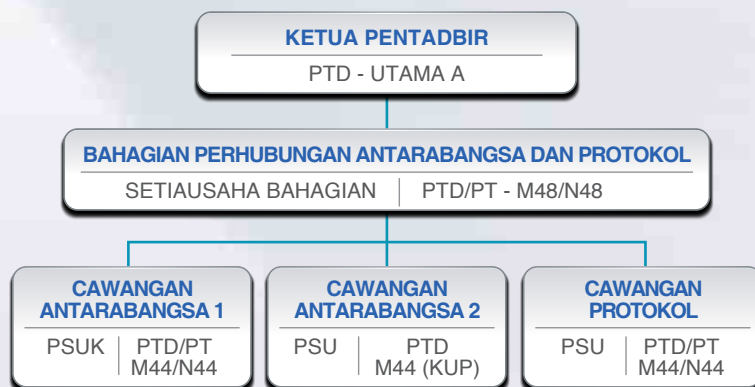 KETUA PENTADBIR
PTD - UTAMA A
BAHAGIAN PERHUBUNGAN ANTARABANGSA DAN PROTOKOL
SETIAUSAHA BAHAGIAN PTD/PT - M48/N48
CAWANGAN
ANTARABANGSA 1
PSUK PTD/PT
M44/N44
CAWANGAN
ANTARABANGSA 2
PSU PTD
M44 (KUP)
CAWANGAN
PROTOKOL
PSU PTD/PT
M44/N44